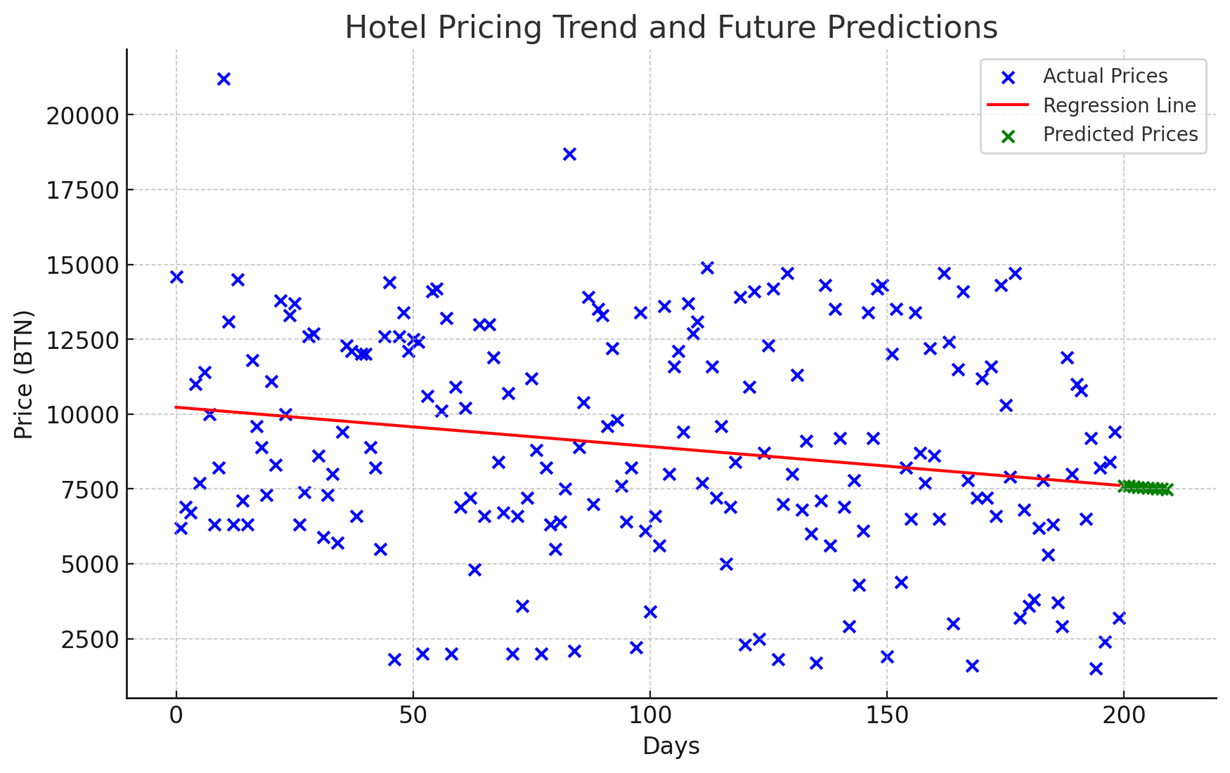 Hotel Pricing Trend and Future Predictions
Actual Prices
Regression Line
Predicted Prices
Price (BTN)
20000
17500
15000
12500
10000
7500
5000
2500
0 50 100 150 200
Days